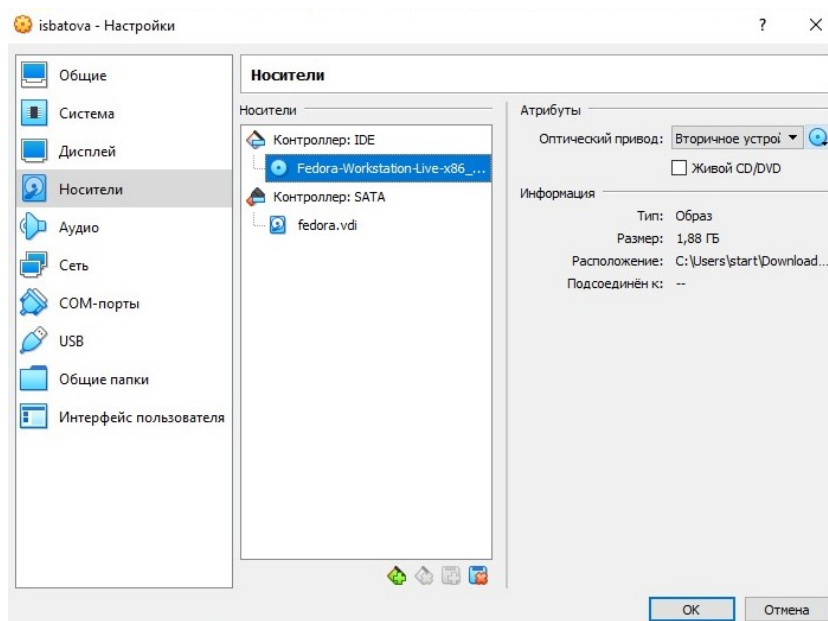 isbatova - Настройки
?
Общие
Система
Дисплей
Носители
Аудио
Сеть
COM-порты
USB
Общие папки
Интерфейс пользователя
Носители
Носители
Контроллер: IDE
Fedora-Workstation-Live-x86_...
Контроллер: SATA
fedora.vdi
Атрибуты
Оптический привод: Вторичное устрой
Живой CD/DVD
Информация
Тип: Образ
Размер: 1,88 ГБ
Расположение: C:\Users\start\Download...
Подсоединён к: --
OK Отмена